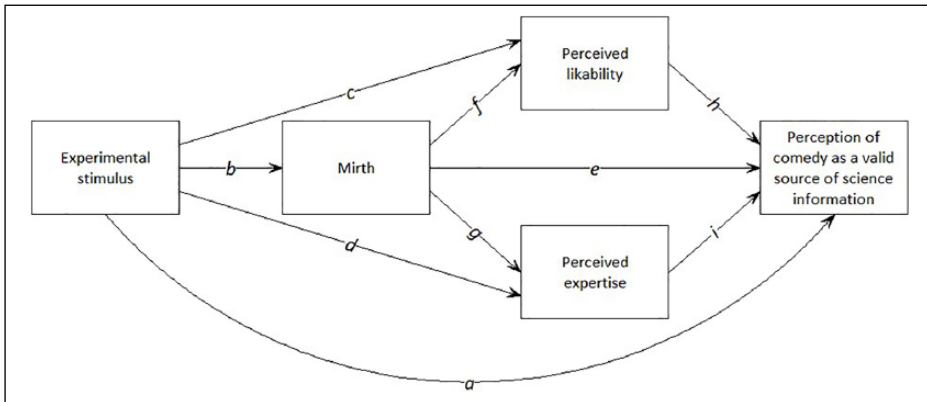 Perceived
likability
c
f
h
Experimental
stimulus
b
Mirth
e
Perception of
comedy as a valid
source of science
information
d
g
i
Perceived
expertise
a